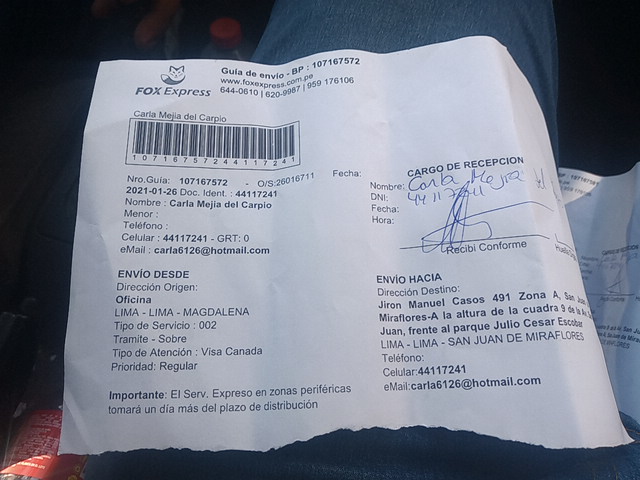 FOX Express
Guía de envío - BP : 107167572
www.foxexpress.com.pe
644-0610 | 620-9987 | 959 176106
Carla Mejía del Carpio
10716757244117241
Nro.Guía: 107167572 - O/S:26016711
2021-01-26 Doc. Ident. : 44117241
Nombre : Carla Mejia del Carpio
Menor :
Teléfono :
Celular : 44117241 - GRT: 0
eMail : carla6126@hotmail.com
Fecha:
CARGO DE RECEPCION
Nombre: Carla Mejia
DNI: 44117241
Fecha:
Hora:
Recibi Conforme
ENVÍO DESDE
Dirección Origen:
Oficina
LIMA - LIMA - MAGDALENA
Tipo de Servicio : 002
Tramite - Sobre
Tipo de Atención : Visa Canada
Prioridad: Regular
ENVÍO HACIA
Dirección Destino:
Jiron Manuel Casos 491 Zona A, San
Miraflores-A la altura de la cuadra 9 de la
Juan, frente al parque Julio Cesar Escobar
LIMA - LIMA - SAN JUAN DE MIRAFLORES
Teléfono:
Celular:44117241
eMail:carla6126@hotmail.com
Importante: El Serv. Expreso en zonas periféricas
tomará un día más del plazo de distribución